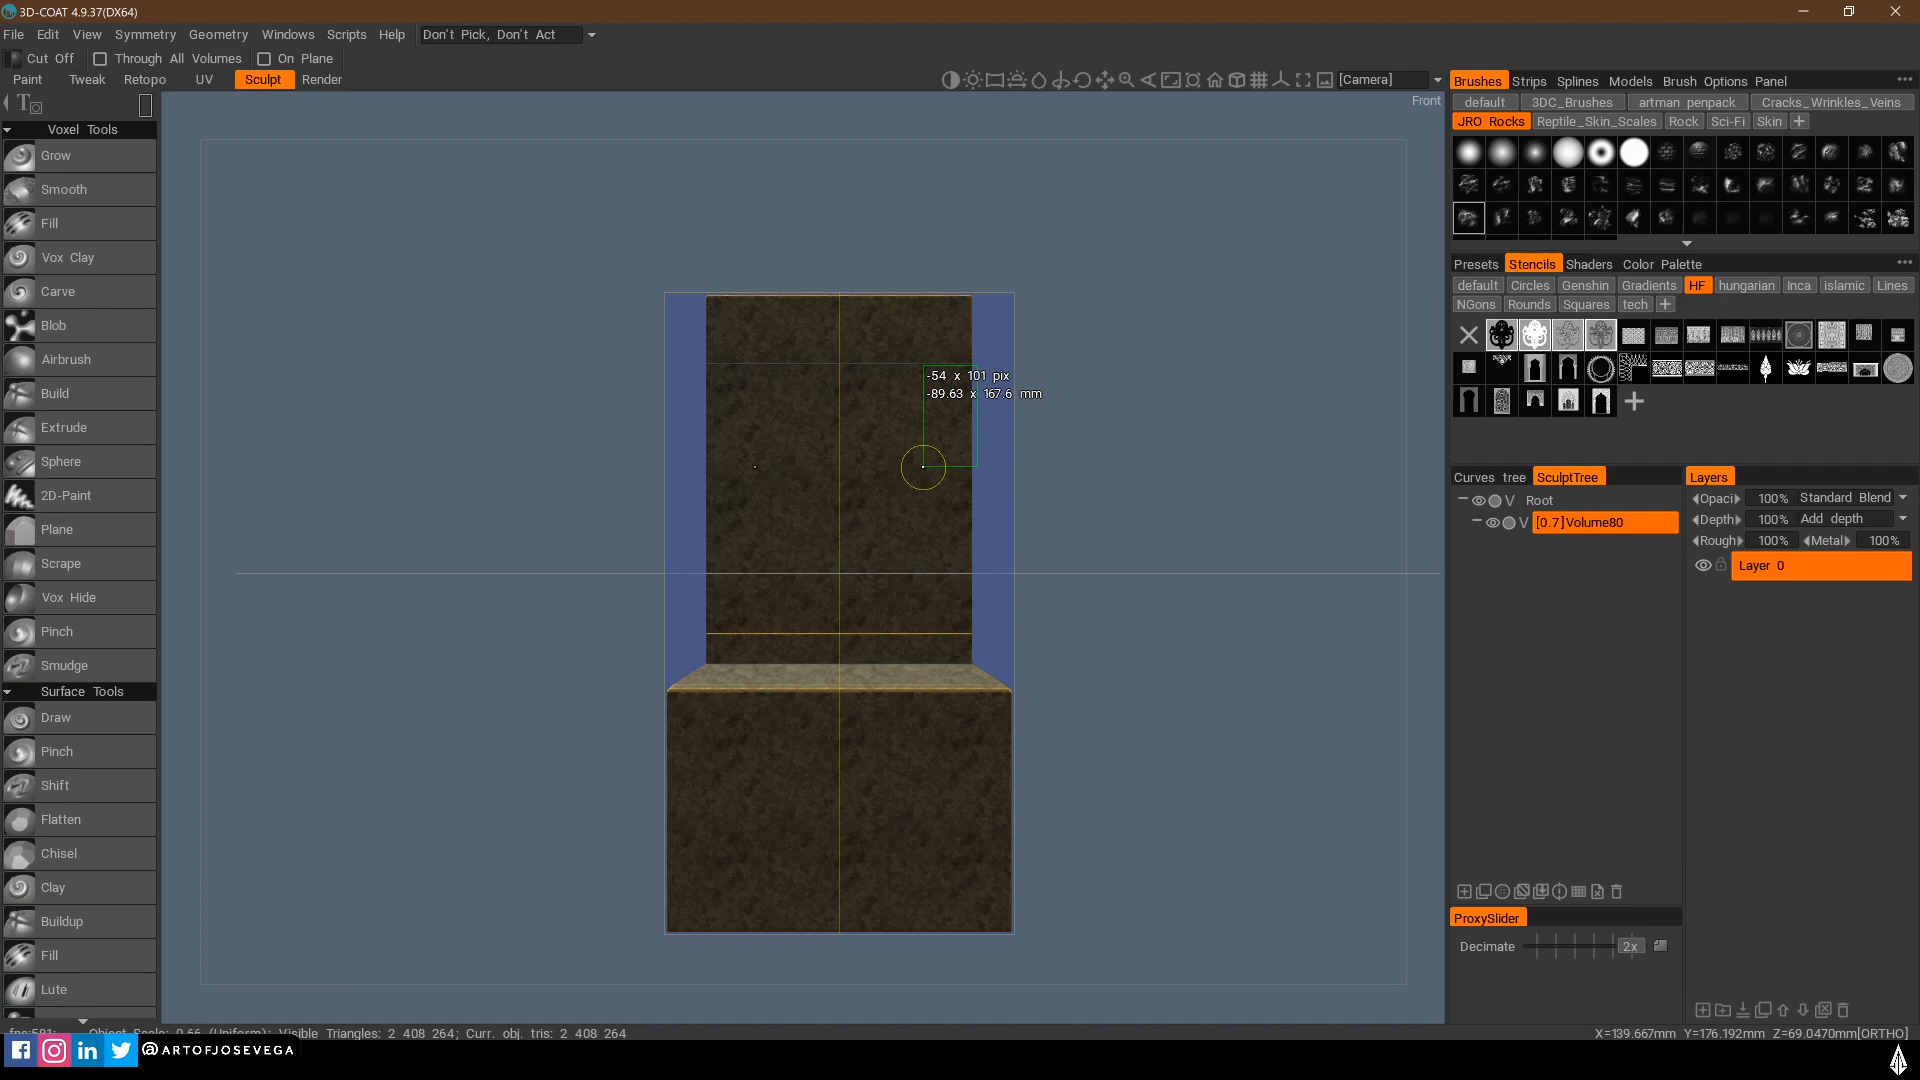 3D-COAT 4.9.37(DX64)
File Edit View Symmetry Geometry Windows Scripts Help Don't Pick, Don't Act
Cut Off Through All Volumes On Plane
Paint Tweak Retopo UV Sculpt Render [Camera]
Front
Voxel Tools
Grow
Smooth
Fill
Vox Clay
Carve
Blob
Airbrush
Build
Extrude
Sphere
2D-Paint
Plane
Scrape
Vox Hide
Pinch
Smudge
Surface Tools
Draw
Pinch
Shift
Flatten
Chisel
Clay
Buildup
Fill
Lute
-54 x 101 pix
-89.63 x 167.6 mm
Brushes Strips Splines Models Brush Options Panel
default 3DC_Brushes artman penpack Cracks_Wrinkles_Veins
JRO Rocks Reptile_Skin_Scales Rock Sci-Fi Skin
Presets Stencils Shaders Color Palette
default Circles Genshin Gradients HF hungarian Inca islamic Lines
NGons Rounds Squares tech
Curves tree SculptTree
V Root
V [0.7]Volume80
Layers
Opaci 100% Standard Blend
Depth 100% Add depth
Rough 100% Metal 100%
Layer 0
ProxySlider
Decimate 2x
Object Scale: 0.66 (Uniform); Visible Triangles: 2 408 264; Curr. obj. tris: 2 408 264
X=139.667mm Y=176.192mm Z=69.0470mm[ORTHO]
@ARTOFJOSEVEGA